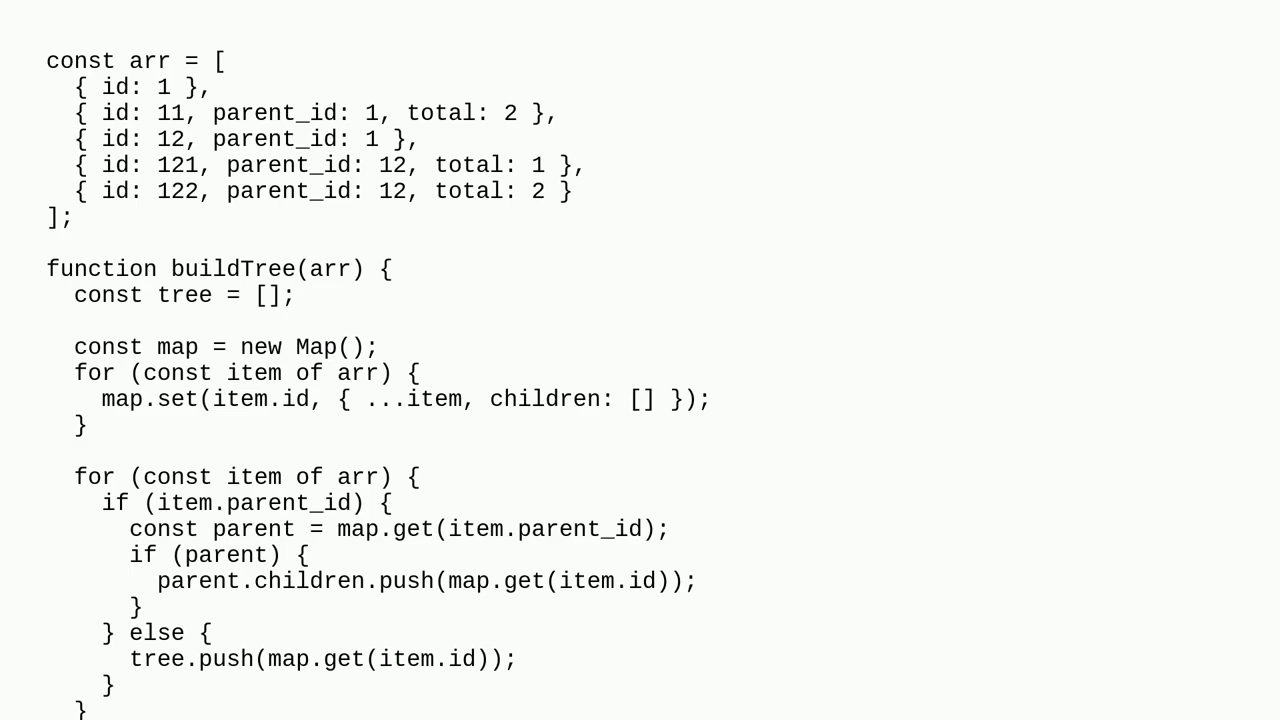 const arr = [
  { id: 1 },
  { id: 11, parent_id: 1, total: 2 },
  { id: 12, parent_id: 1 },
  { id: 121, parent_id: 12, total: 1 },
  { id: 122, parent_id: 12, total: 2 }
];

function buildTree(arr) {
  const tree = [];

  const map = new Map();
  for (const item of arr) {
    map.set(item.id, { ...item, children: [] });
  }

  for (const item of arr) {
    if (item.parent_id) {
      const parent = map.get(item.parent_id);
      if (parent) {
        parent.children.push(map.get(item.id));
      }
    } else {
      tree.push(map.get(item.id));
    }
  }